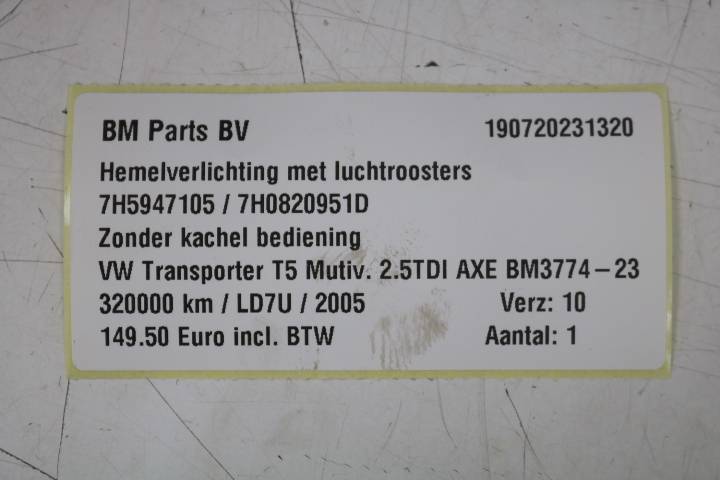 BM Parts BV 190720231320
Hemelverlichting met luchtroosters
7H5947105 / 7H0820951D
Zonder kachel bediening
VW Transporter T5 Mutiv. 2.5TDI AXE BM3774-23
320000 km / LD7U / 2005 Verz: 10
149.50 Euro incl. BTW Aantal: 1